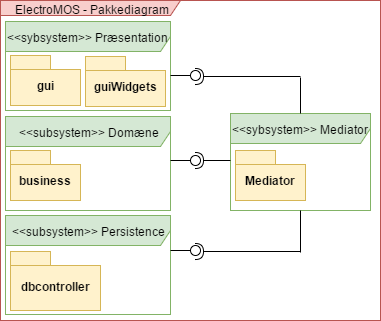 ElectroMOS - Pakkediagram
<<sybsystem>> Præsentation
gui
guiWidgets
<<subsystem>> Domæne
business
<<sybsystem>> Mediator
Mediator
<<subsystem>> Persistence
dbcontroller